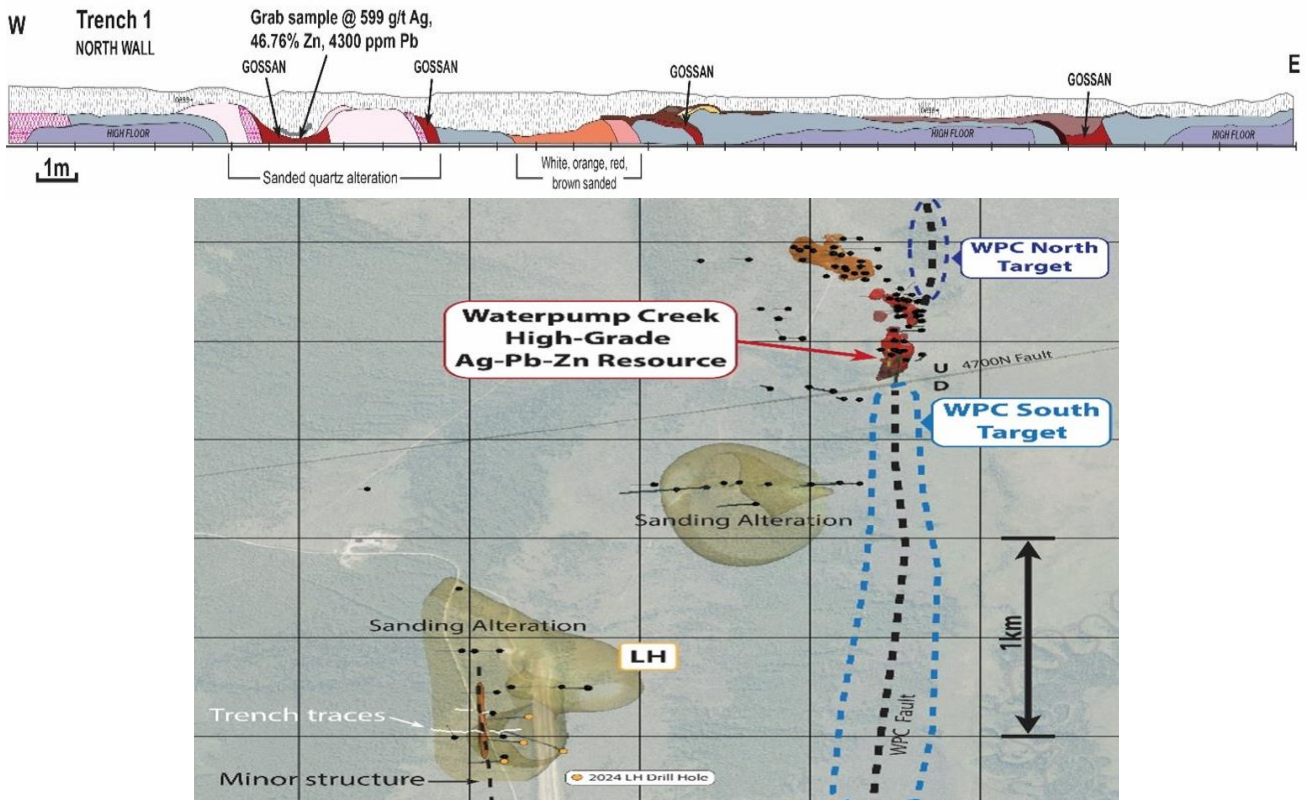 W
Trench 1
NORTH WALL
Grab sample @ 599 g/t Ag,
46.76% Zn, 4300 ppm Pb
GOSSAN
GOSSAN
GOSSAN
GOSSAN
E
loess
loess
HIGH FLOOR
HIGH FLOOR
HIGH FLOOR
1m
Sanded quartz alteration
White, orange, red,
brown sanded
WPC North
Target
Waterpump Creek
High-Grade
Ag-Pb-Zn Resource
U
D
4700N Fault
WPC South
Target
Sanding Alteration
1km
Sanding Alteration
LH
Trench traces
WPC Fault
Minor structure
2024 LH Drill Hole